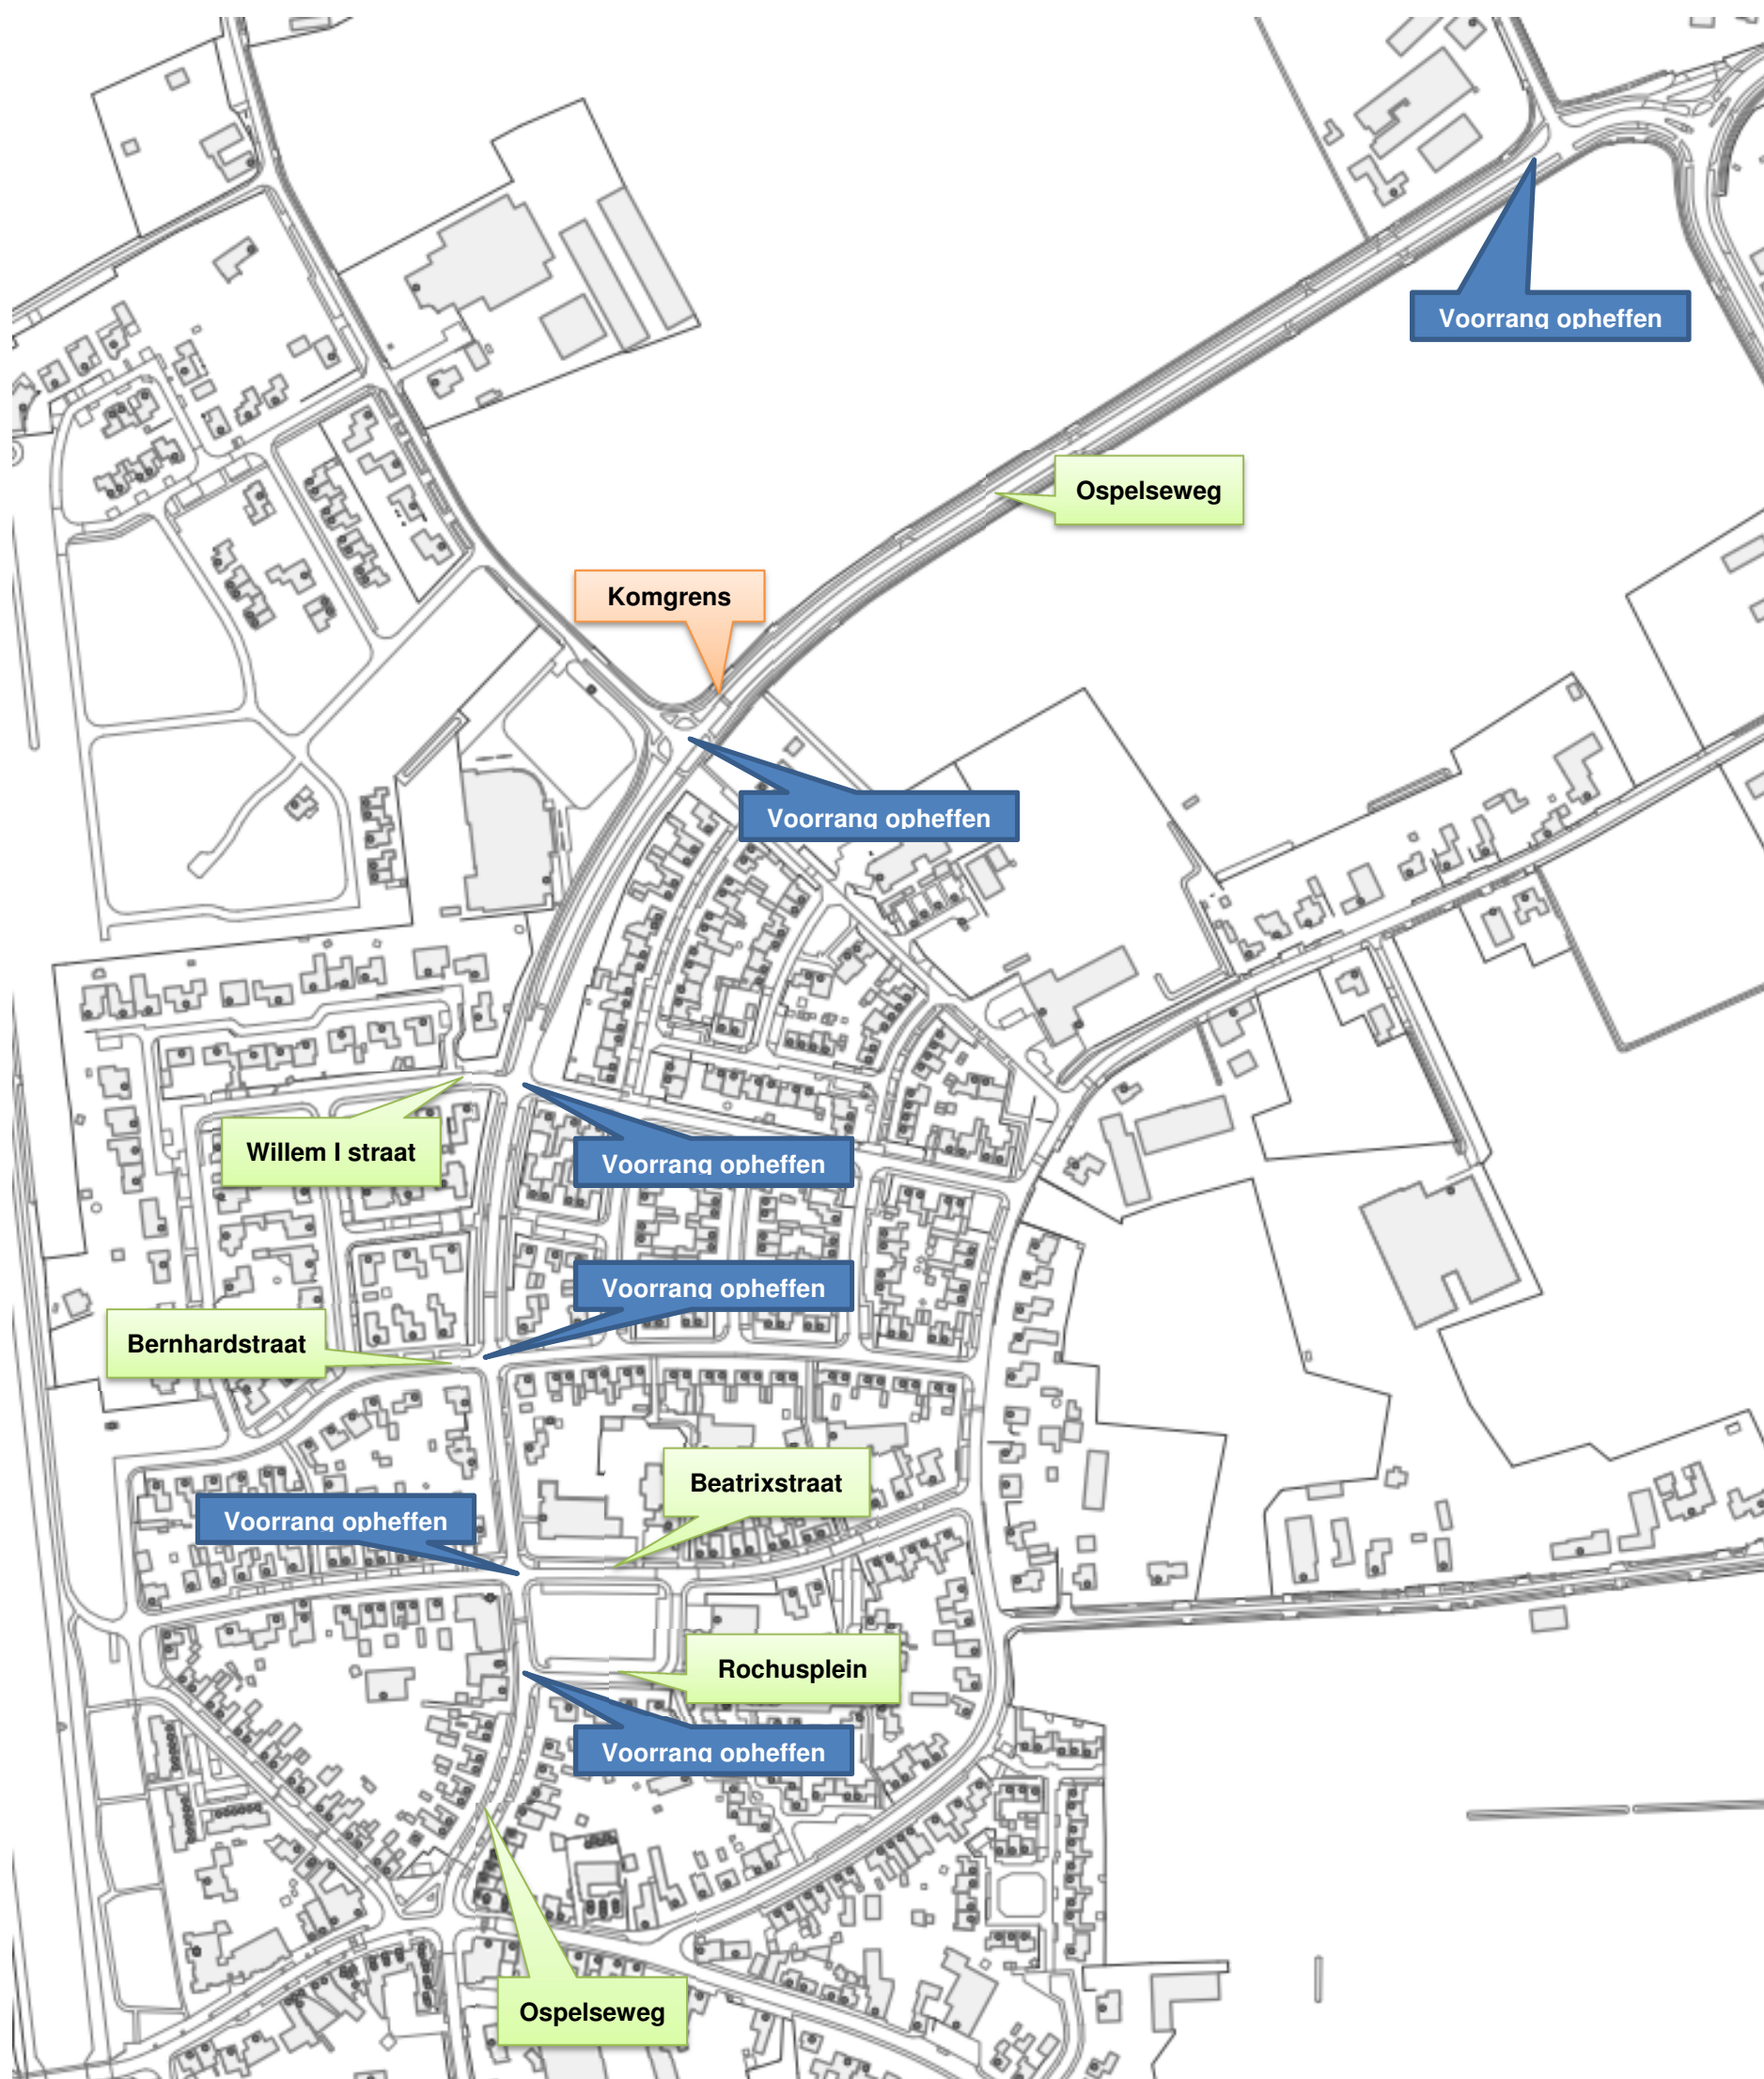 Voorrang opheffen
Ospelseweg
Komgrens
Voorrang opheffen
Willem I straat
Voorrang opheffen
Voorrang opheffen
Bernhardstraat
Beatrixstraat
Voorrang opheffen
Rochusplein
Voorrang opheffen
Ospelseweg